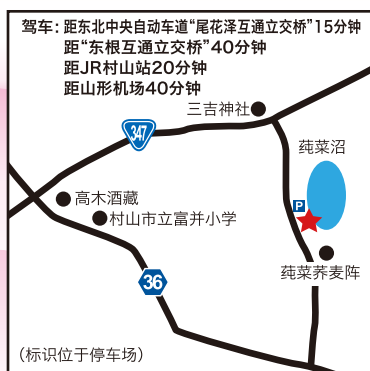 驾车：距东北中央自动车道“尾花泽互通立交桥”15分钟
距“东根互通立交桥”40分钟
距JR村山站20分钟
距山形机场40分钟
三吉神社
347
莼菜沼
高木酒藏
P
村山市立富并小学
莼菜荞麦阵
36
（标识位于停车场）